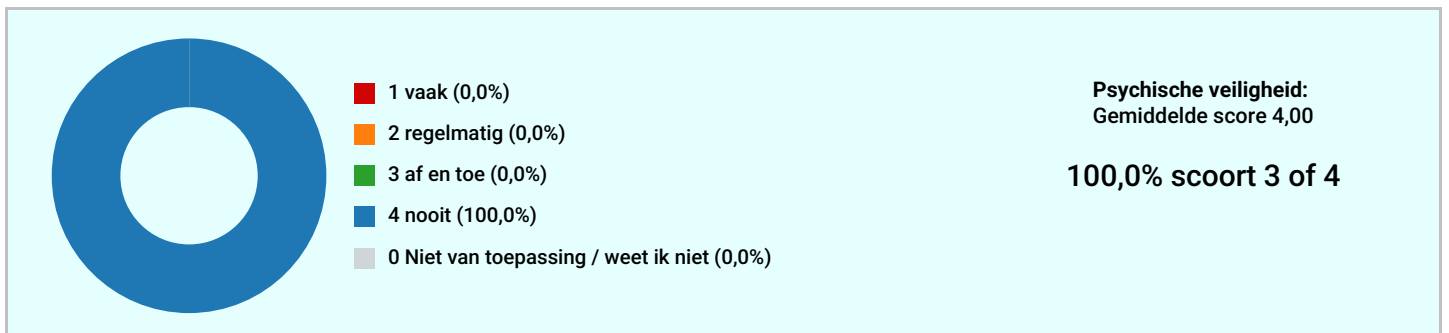 1 vaak (0,0%)
2 regelmatig (0,0%)
3 af en toe (0,0%)
4 nooit (100,0%)
0 Niet van toepassing / weet ik niet (0,0%)
Psychische veiligheid:
Gemiddelde score 4,00
100,0% scoort 3 of 4